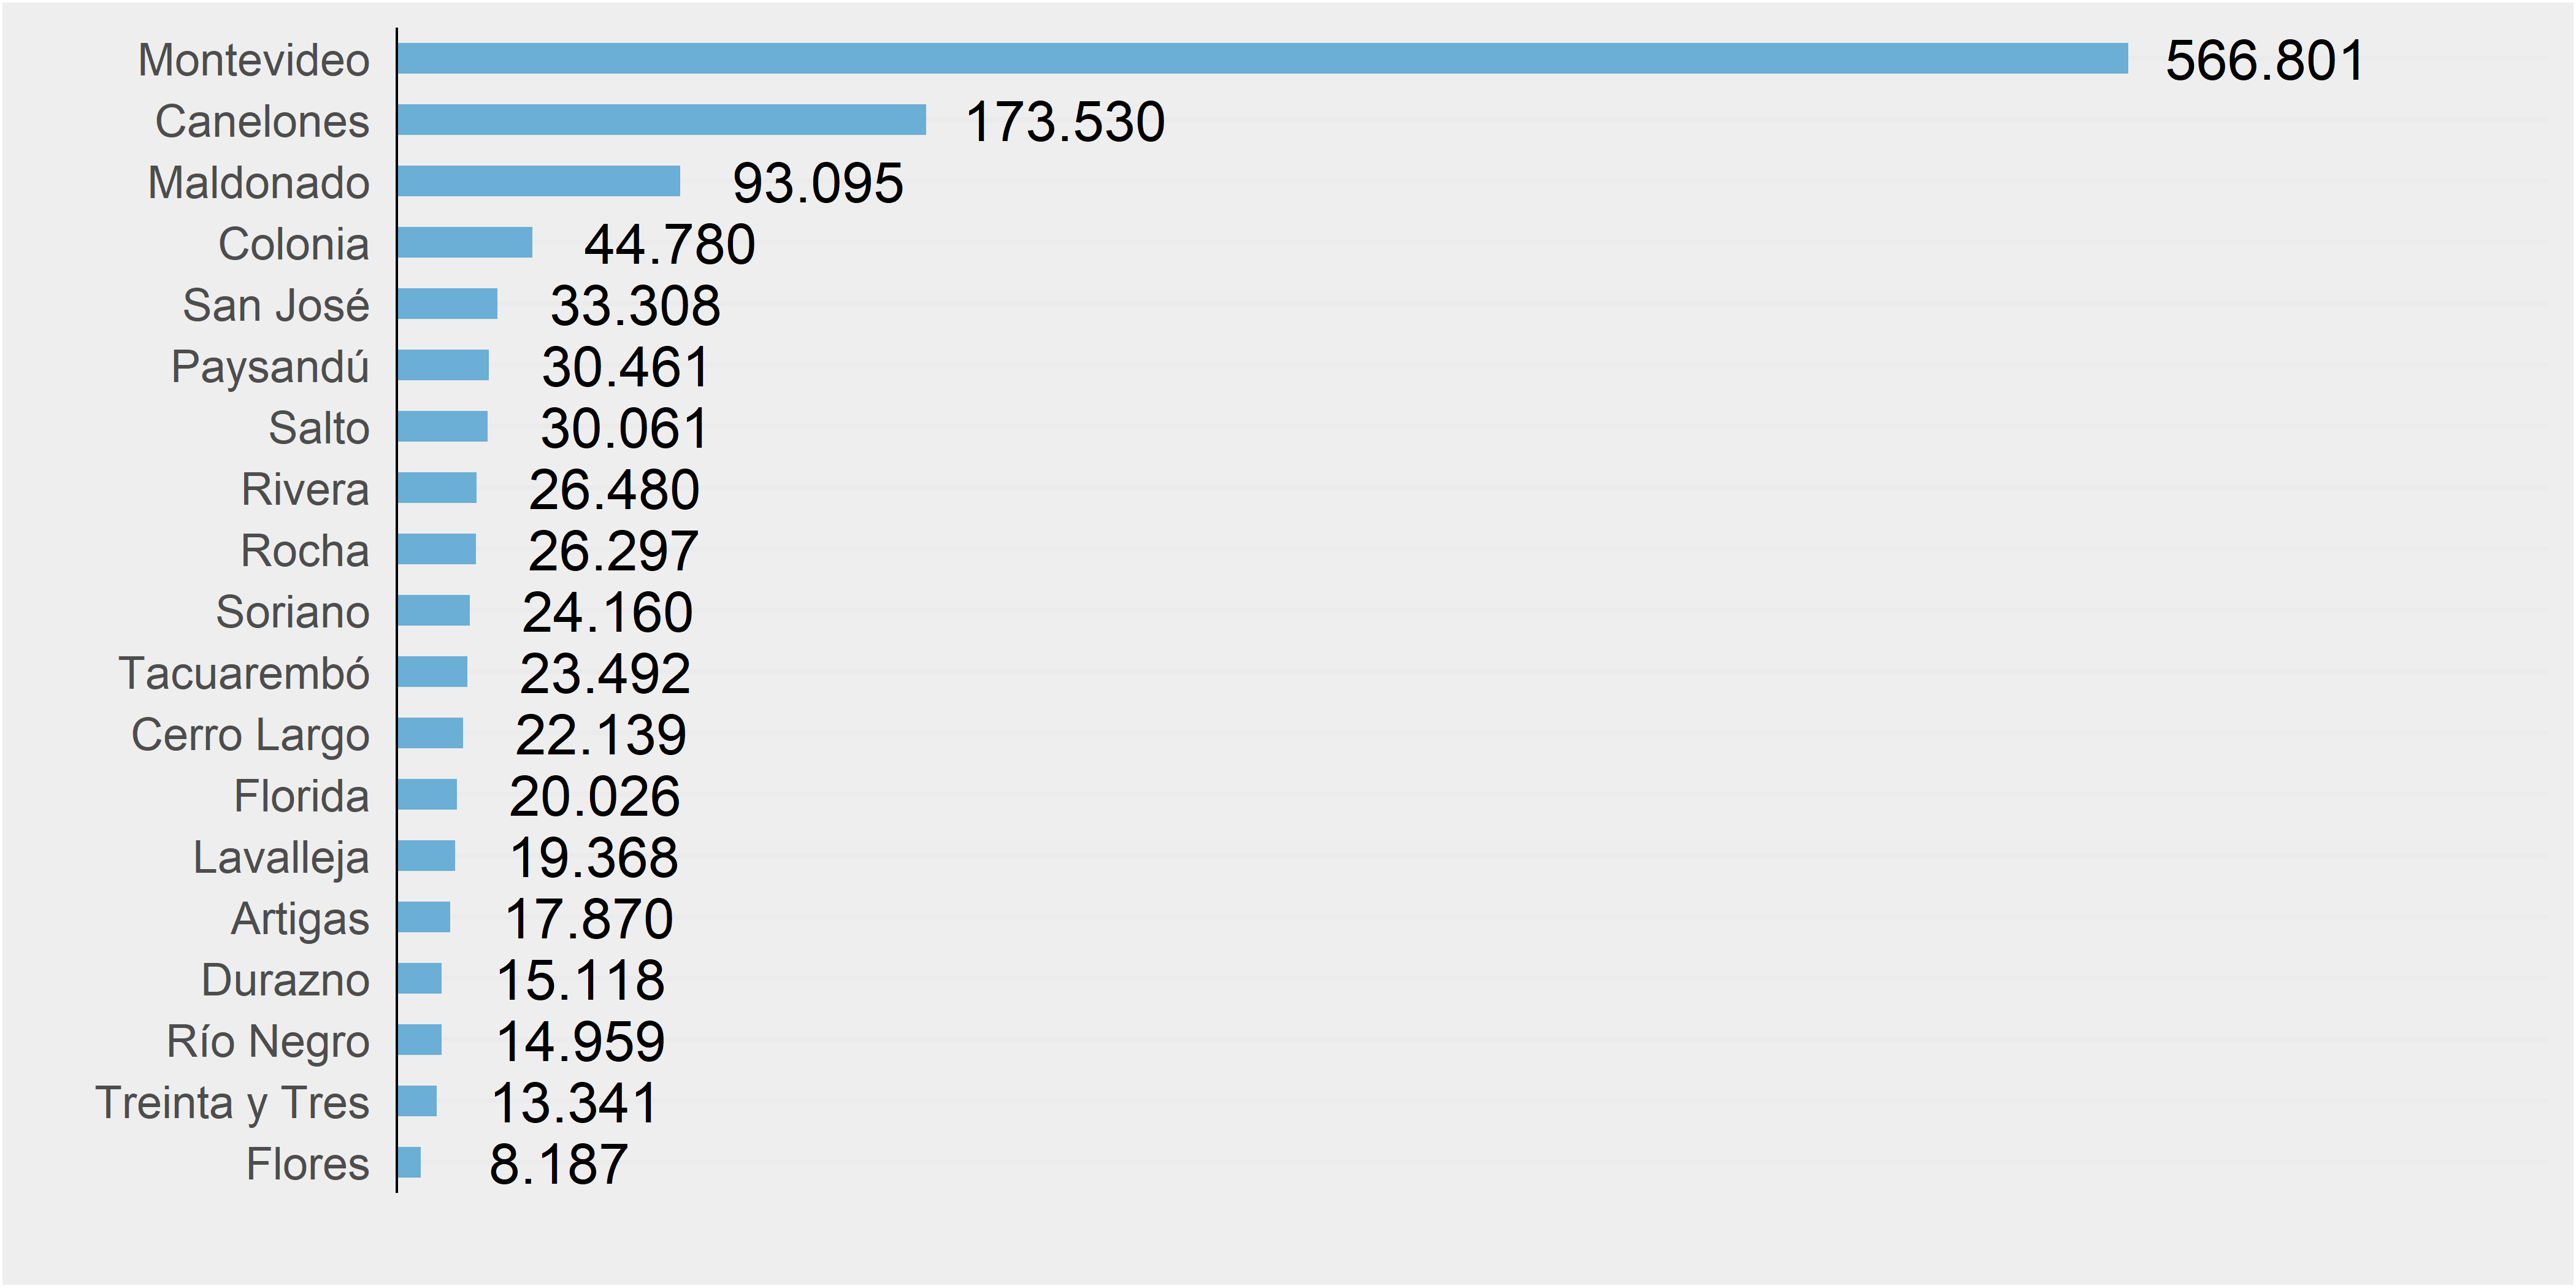 Montevideo 566.801
Canelones 173.530
Maldonado 93.095
Colonia 44.780
San José 33.308
Paysandú 30.461
Salto 30.061
Rivera 26.480
Rocha 26.297
Soriano 24.160
Tacuarembó 23.492
Cerro Largo 22.139
Florida 20.026
Lavalleja 19.368
Artigas 17.870
Durazno 15.118
Río Negro 14.959
Treinta y Tres 13.341
Flores 8.187